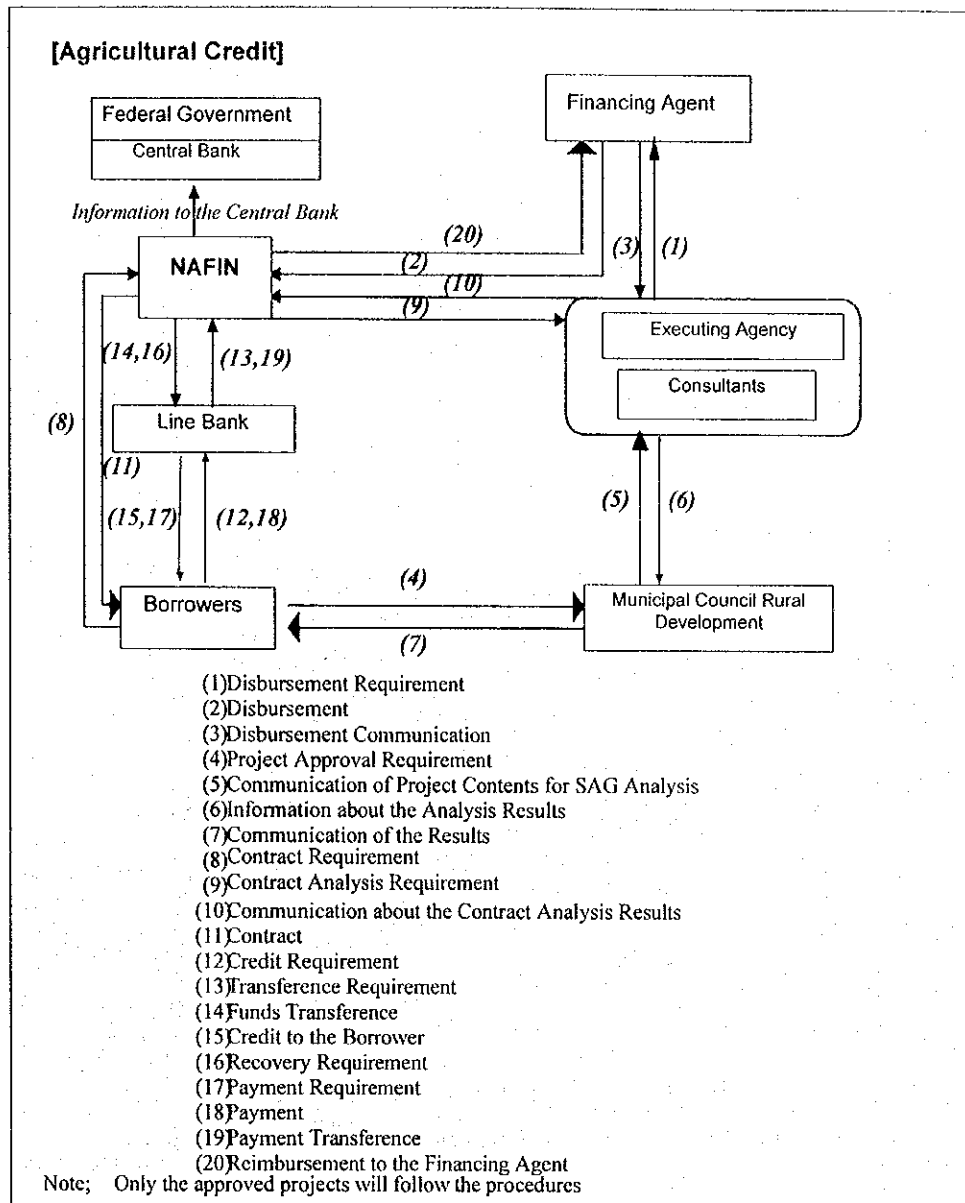 [Agricultural Credit]
Federal Government
Central Bank
Financing Agent
Information to the Central Bank
NAFIN
(20)
(2)
(10)
(9)
(3)
(1)
Executing Agency
Consultants
(14,16)
(13,19)
(8)
Line Bank
(11)
(5)
(6)
(15,17)
(12,18)
(4)
Borrowers
Municipal Council Rural
Development
(7)
(1)Disbursement Requirement
(2)Disbursement
(3)Disbursement Communication
(4)Project Approval Requirement
(5)Communication of Project Contents for SAG Analysis
(6)Information about the Analysis Results
(7)Communication of the Results
(8)Contract Requirement
(9)Contract Analysis Requirement
(10)Communication about the Contract Analysis Results
(11)Contract
(12)Credit Requirement
(13)Transference Requirement
(14)Funds Transference
(15)Credit to the Borrower
(16)Recovery Requirement
(17)Payment Requirement
(18)Payment
(19)Payment Transference
(20)Reimbursement to the Financing Agent
Note; Only the approved projects will follow the procedures